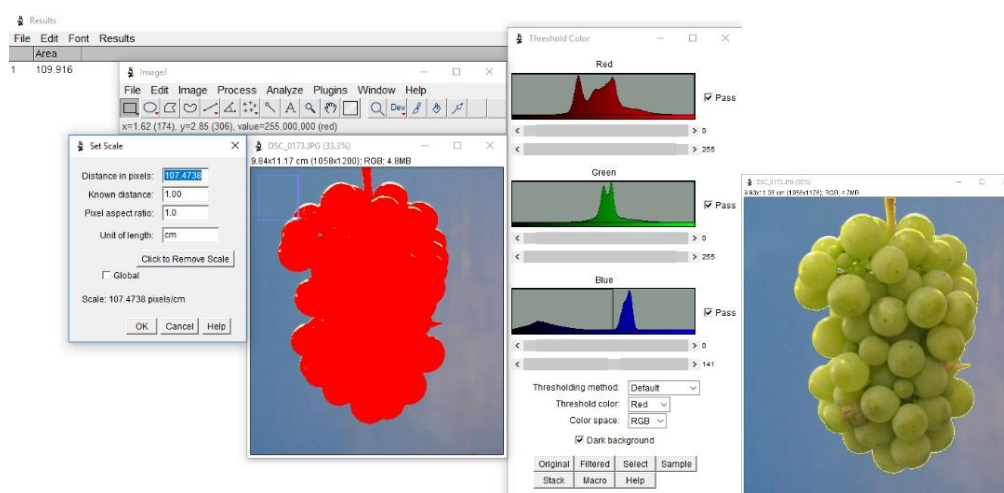 Results
File Edit Font Results
Area
1 109.916
ImageJ
File Edit Image Process Analyze Plugins Window Help
A Dev
x=1.62 (174), y=2.85 (306), value=255,000,000 (red)
Set Scale
Distance in pixels: 107.4738
Known distance: 1.00
Pixel aspect ratio: 1.0
Unit of length: cm
Click to Remove Scale
Global
Scale: 107.4738 pixels/cm
OK Cancel Help
DSC_0173.JPG (33.3%)
9.84x11.17 cm (1058x1200); RGB; 4.8MB
Threshold Color
Red
Pass
0
255
Green
Pass
0
255
Blue
Pass
0
141
Thresholding method: Default
Threshold color: Red
Color space: RGB
Dark background
Original Filtered Select Sample
Stack Macro Help